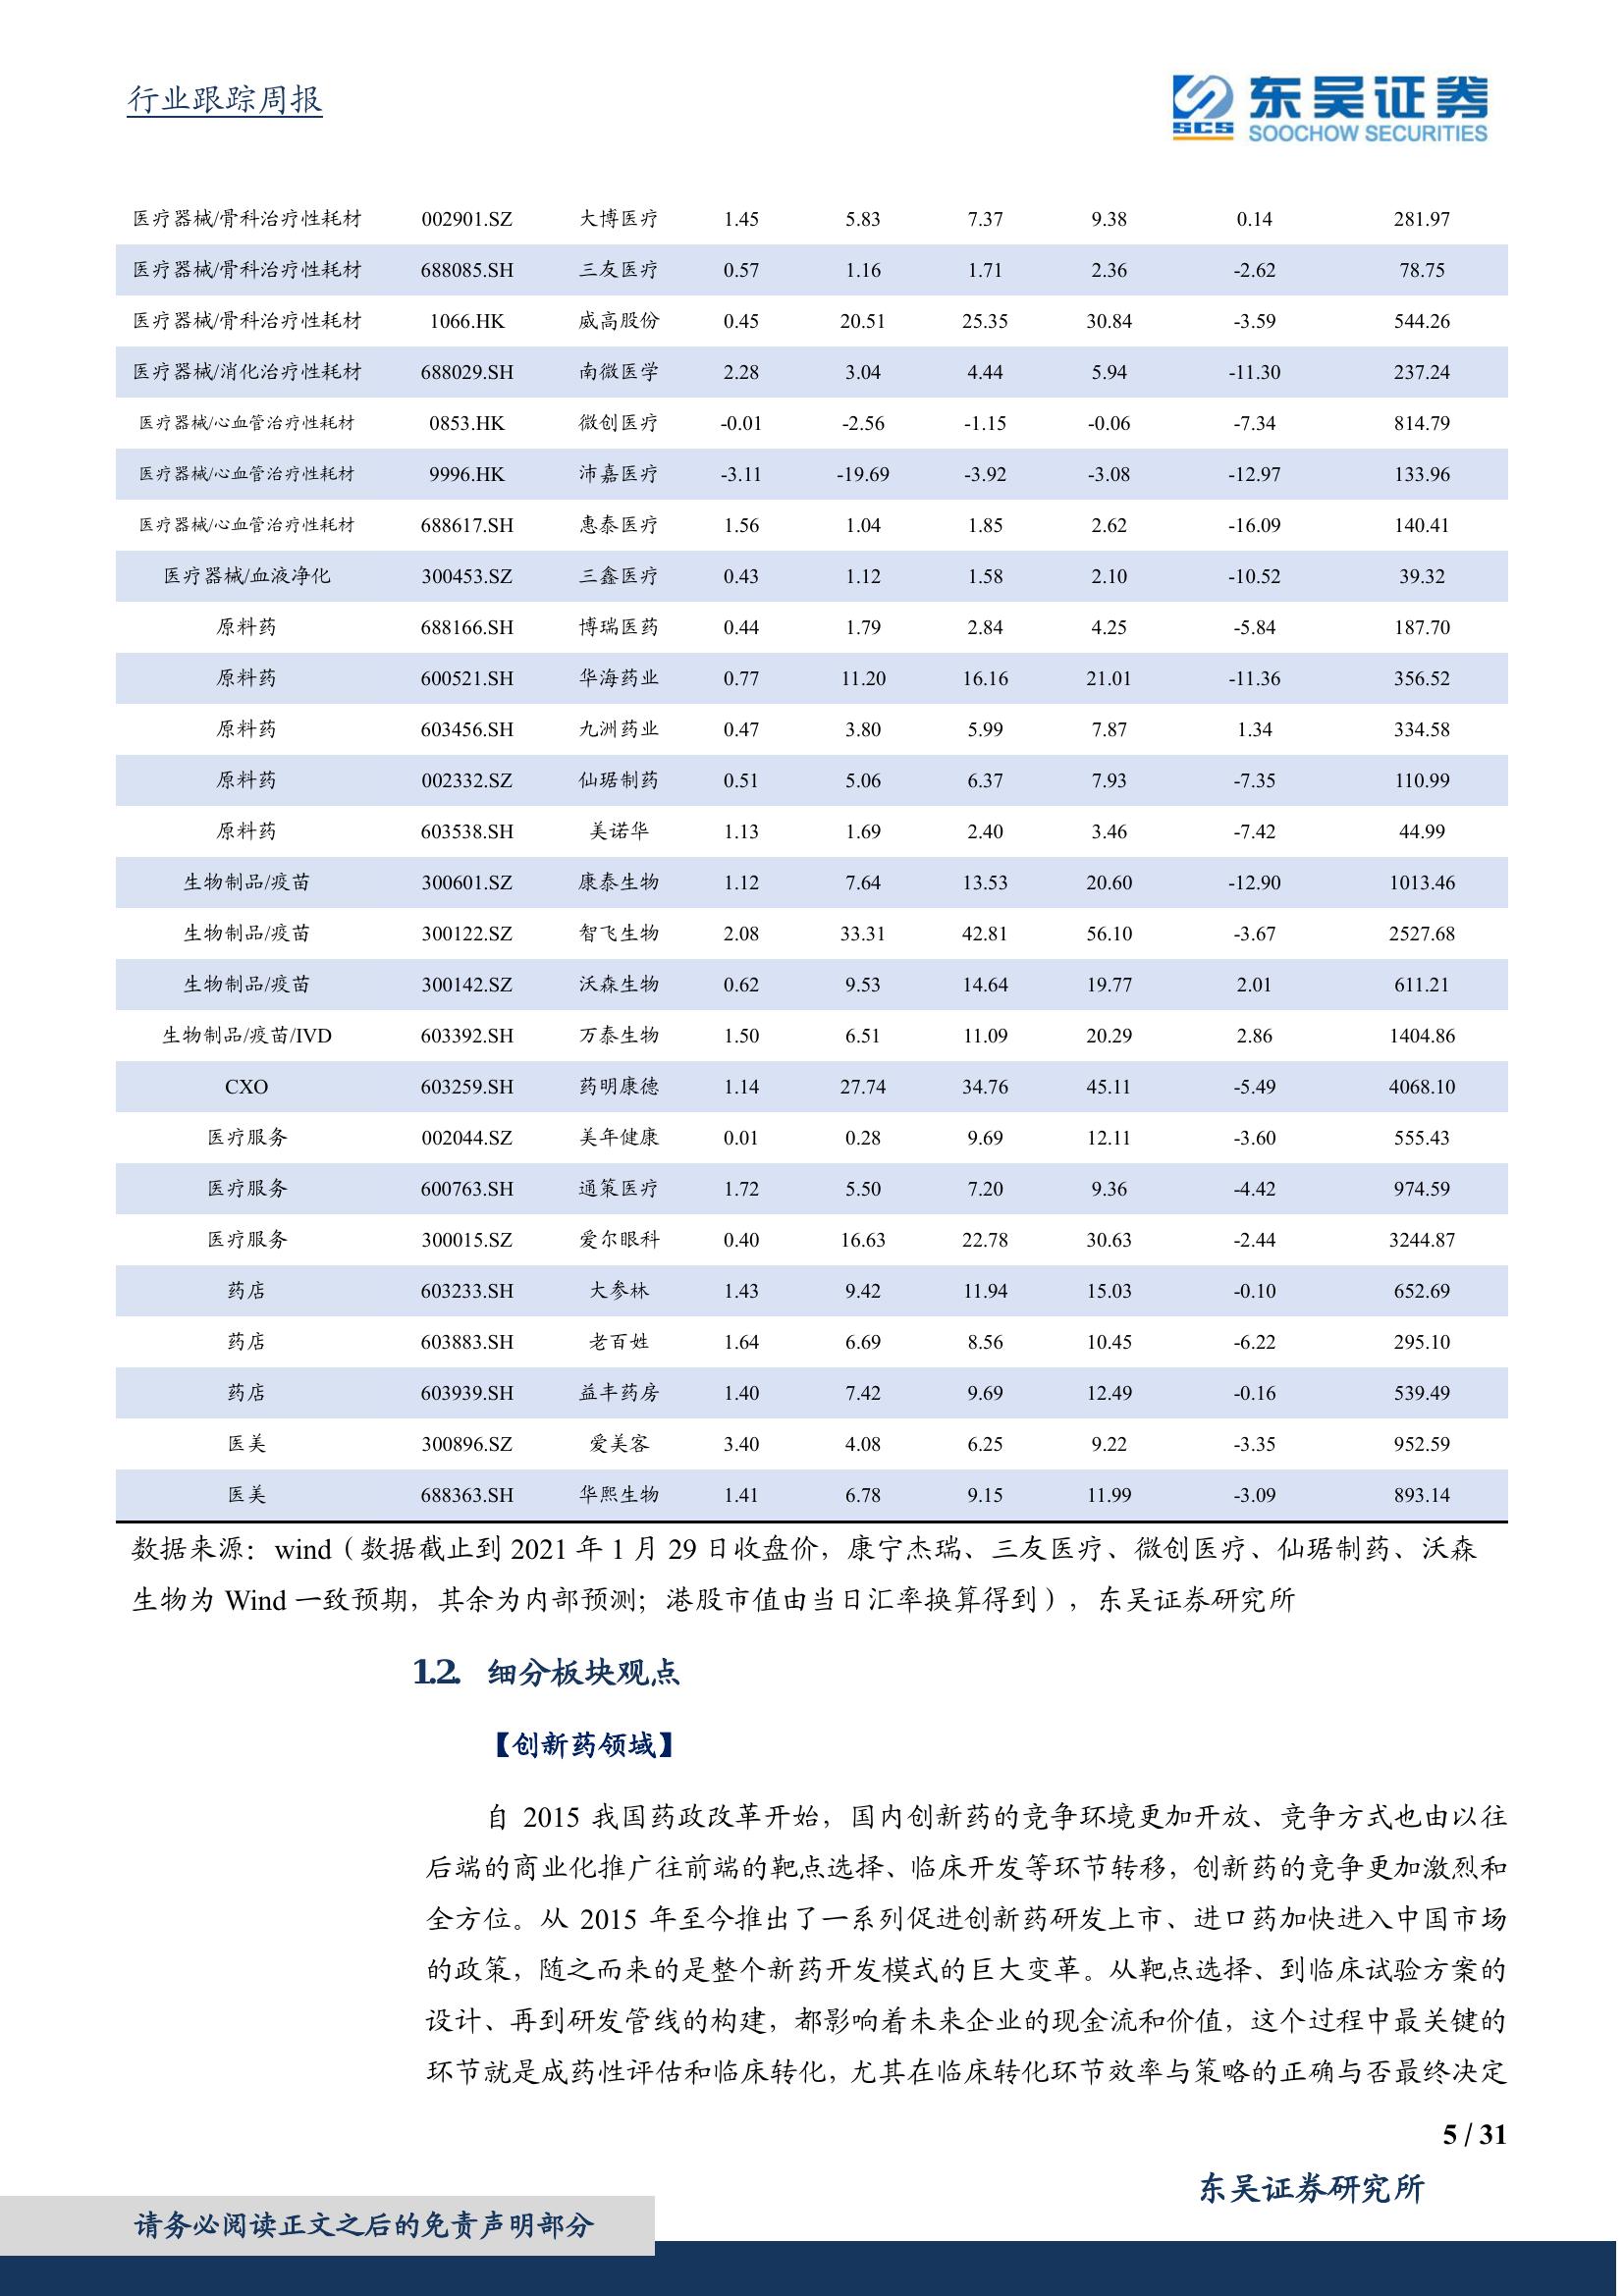 行业跟踪周报
东吴证券
SCS
SOOCHOW SECURITIES
医疗器械/骨科治疗性耗材 002901.SZ 大博医疗 1.45 5.83 7.37 9.38 0.14 281.97
医疗器械/骨科治疗性耗材 688085.SH 三友医疗 0.57 1.16 1.71 2.36 -2.62 78.75
医疗器械/骨科治疗性耗材 1066.HK 威高股份 0.45 20.51 25.35 30.84 -3.59 544.26
医疗器械/消化治疗性耗材 688029.SH 南微医学 2.28 3.04 4.44 5.94 -11.30 237.24
医疗器械/心血管治疗性耗材 0853.HK 微创医疗 -0.01 -2.56 -1.15 -0.06 -7.34 814.79
医疗器械/心血管治疗性耗材 9996.HK 沛嘉医疗 -3.11 -19.69 -3.92 -3.08 -12.97 133.96
医疗器械/心血管治疗性耗材 688617.SH 惠泰医疗 1.56 1.04 1.85 2.62 -16.09 140.41
医疗器械/血液净化 300453.SZ 三鑫医疗 0.43 1.12 1.58 2.10 -10.52 39.32
原料药 688166.SH 博瑞医药 0.44 1.79 2.84 4.25 -5.84 187.70
原料药 600521.SH 华海药业 0.77 11.20 16.16 21.01 -11.36 356.52
原料药 603456.SH 九洲药业 0.47 3.80 5.99 7.87 1.34 334.58
原料药 002332.SZ 仙琚制药 0.51 5.06 6.37 7.93 -7.35 110.99
原料药 603538.SH 美诺华 1.13 1.69 2.40 3.46 -7.42 44.99
生物制品/疫苗 300601.SZ 康泰生物 1.12 7.64 13.53 20.60 -12.90 1013.46
生物制品/疫苗 300122.SZ 智飞生物 2.08 33.31 42.81 56.10 -3.67 2527.68
生物制品/疫苗 300142.SZ 沃森生物 0.62 9.53 14.64 19.77 2.01 611.21
生物制品/疫苗/IVD 603392.SH 万泰生物 1.50 6.51 11.09 20.29 2.86 1404.86
CXO 603259.SH 药明康德 1.14 27.74 34.76 45.11 -5.49 4068.10
医疗服务 002044.SZ 美年健康 0.01 0.28 9.69 12.11 -3.60 555.43
医疗服务 600763.SH 通策医疗 1.72 5.50 7.20 9.36 -4.42 974.59
医疗服务 300015.SZ 爱尔眼科 0.40 16.63 22.78 30.63 -2.44 3244.87
药店 603233.SH 大参林 1.43 9.42 11.94 15.03 -0.10 652.69
药店 603883.SH 老百姓 1.64 6.69 8.56 10.45 -6.22 295.10
药店 603939.SH 益丰药房 1.40 7.42 9.69 12.49 -0.16 539.49
医美 300896.SZ 爱美客 3.40 4.08 6.25 9.22 -3.35 952.59
医美 688363.SH 华熙生物 1.41 6.78 9.15 11.99 -3.09 893.14
数据来源：wind（数据截止到 2021 年 1 月 29 日收盘价，康宁杰瑞、三友医疗、微创医疗、仙琚制药、沃森
生物为 Wind 一致预期，其余为内部预测；港股市值由当日汇率换算得到），东吴证券研究所
1.2. 细分板块观点
【创新药领域】
自 2015 我国药政改革开始，国内创新药的竞争环境更加开放、竞争方式也由以往
后端的商业化推广往前端的靶点选择、临床开发等环节转移，创新药的竞争更加激烈和
全方位。从 2015 年至今推出了一系列促进创新药研发上市、进口药加快进入中国市场
的政策，随之而来的是整个新药开发模式的巨大变革。从靶点选择、到临床试验方案的
设计、再到研发管线的构建，都影响着未来企业的现金流和价值，这个过程中最关键的
环节就是成药性评估和临床转化，尤其在临床转化环节效率与策略的正确与否最终决定
5 / 31
东吴证券研究所
请务必阅读正文之后的免责声明部分